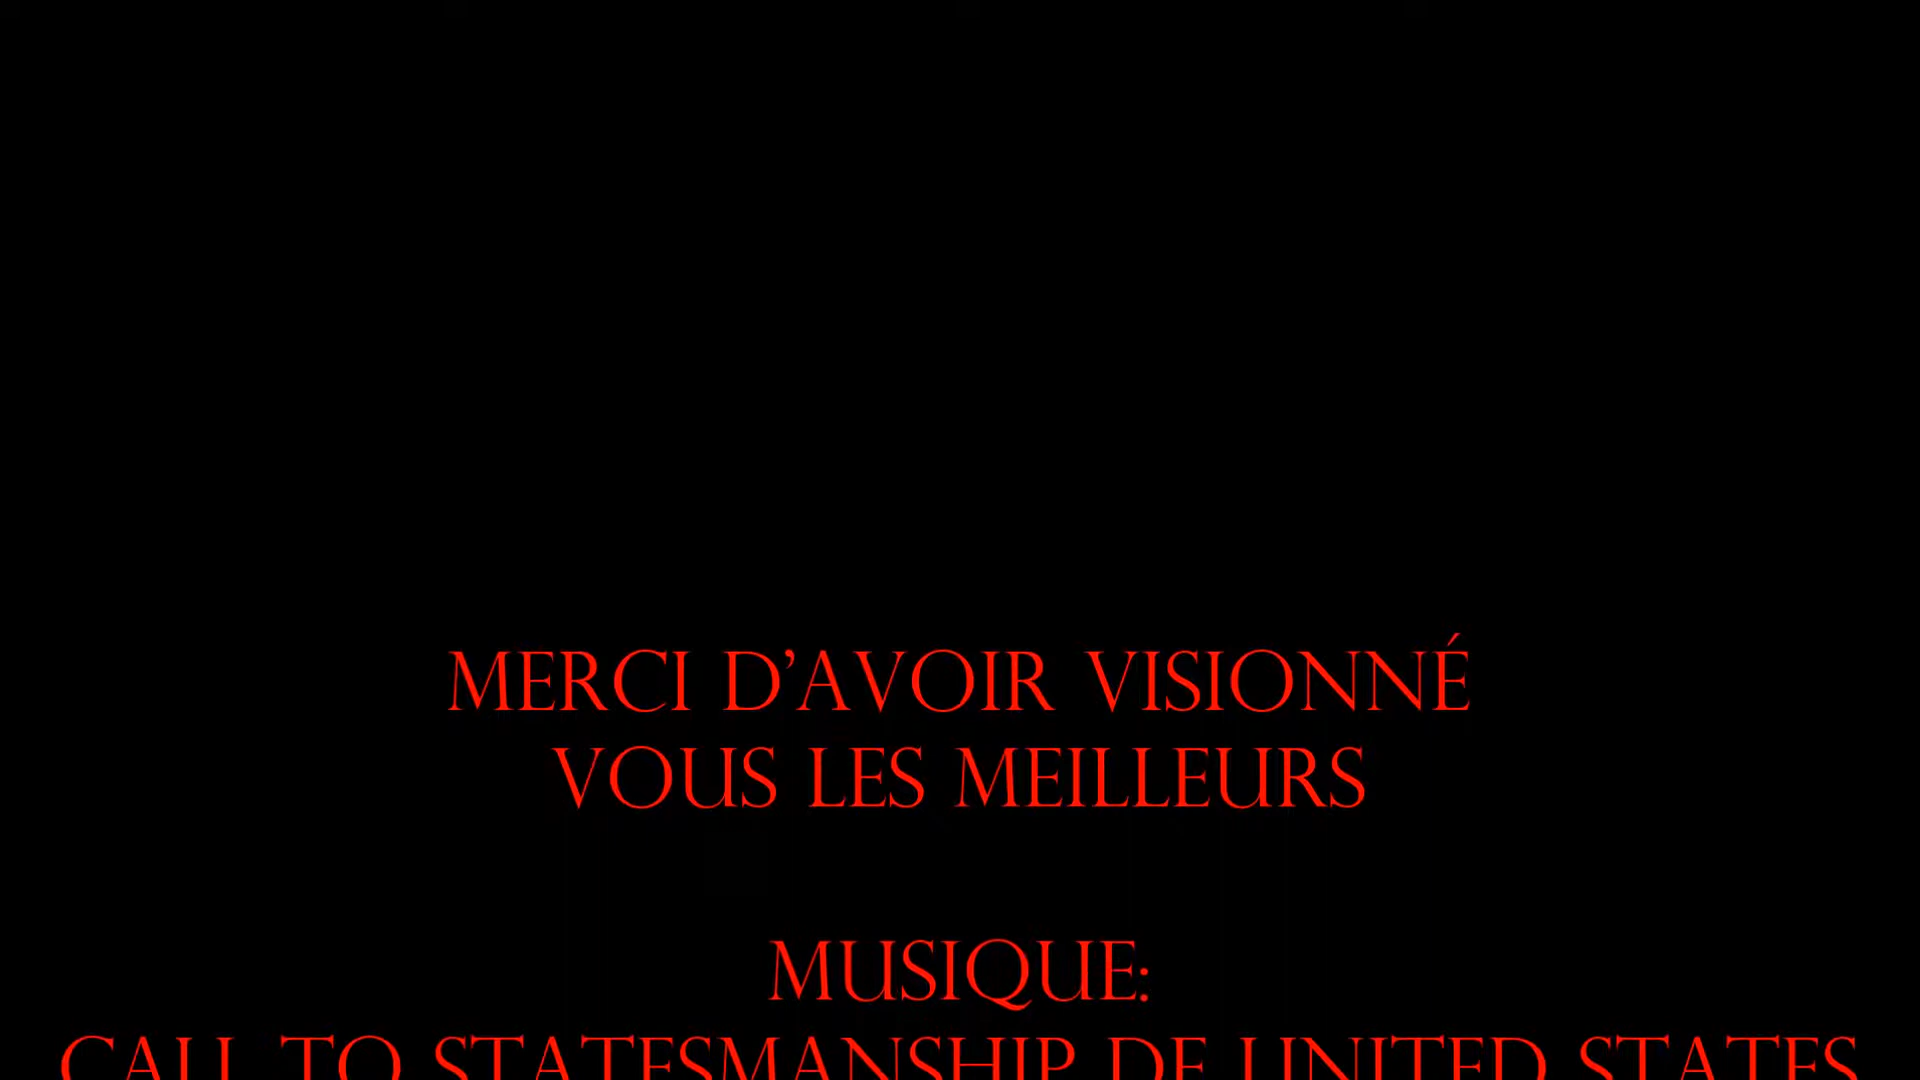 MERCI D'AVOIR VISIONNÉ
VOUS LES MEILLEURS
MUSIQUE:
CALL TO STATESMANSHIP DE UNITED STATES